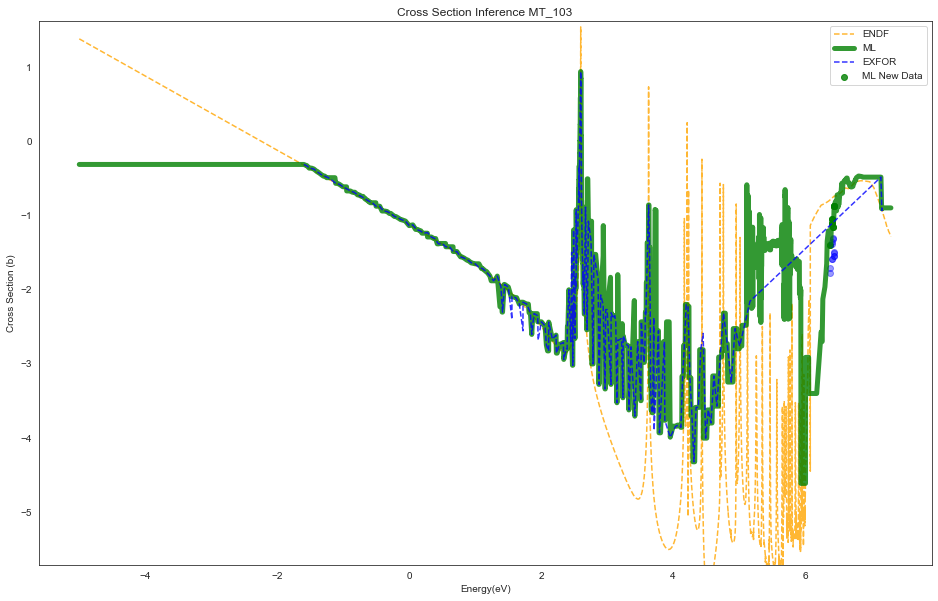 Cross Section Inference MT_103
ENDF
ML
EXFOR
ML New Data
Cross Section (b)
1
0
−1
−2
−3
−4
−5
−4
−2
0
2
4
6
Energy(eV)